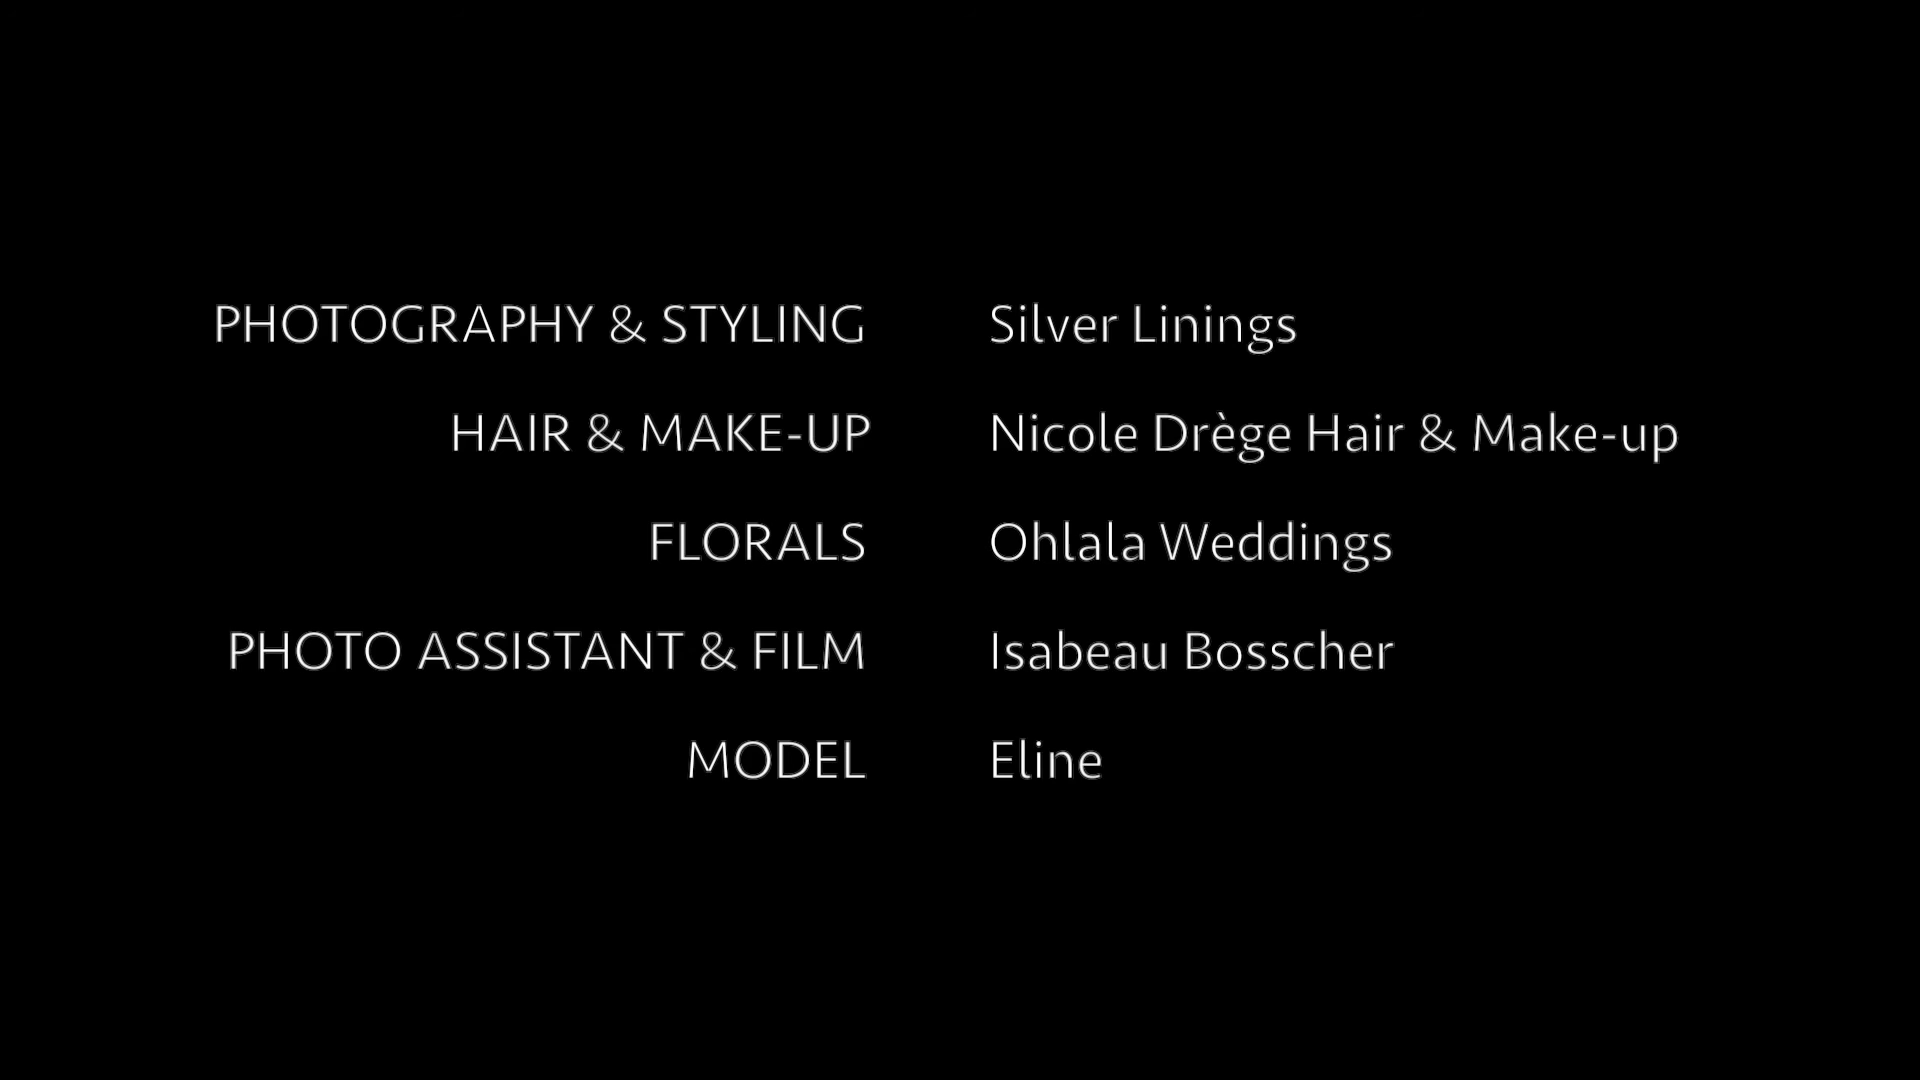 PHOTOGRAPHY & STYLING Silver Linings
HAIR & MAKE-UP Nicole Drège Hair & Make-up
FLORALS Ohlala Weddings
PHOTO ASSISTANT & FILM Isabeau Bosscher
MODEL Eline